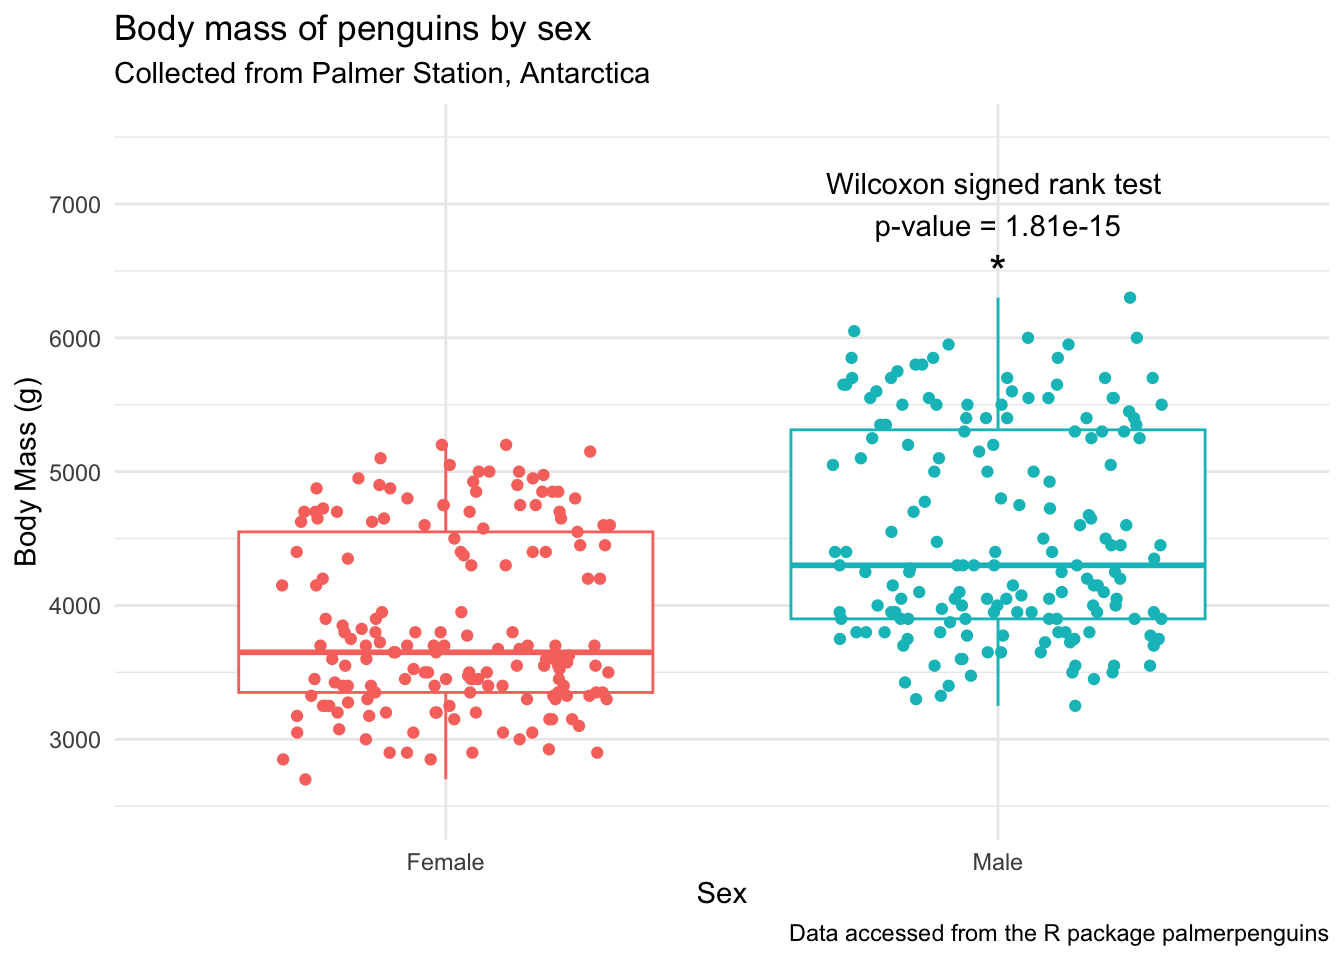 Body mass of penguins by sex
Collected from Palmer Station, Antarctica
Wilcoxon signed rank test
p-value = 1.81e-15
*
7000
6000
5000
4000
3000
Body Mass (g)
Female
Male
Sex
Data accessed from the R package palmerpenguins